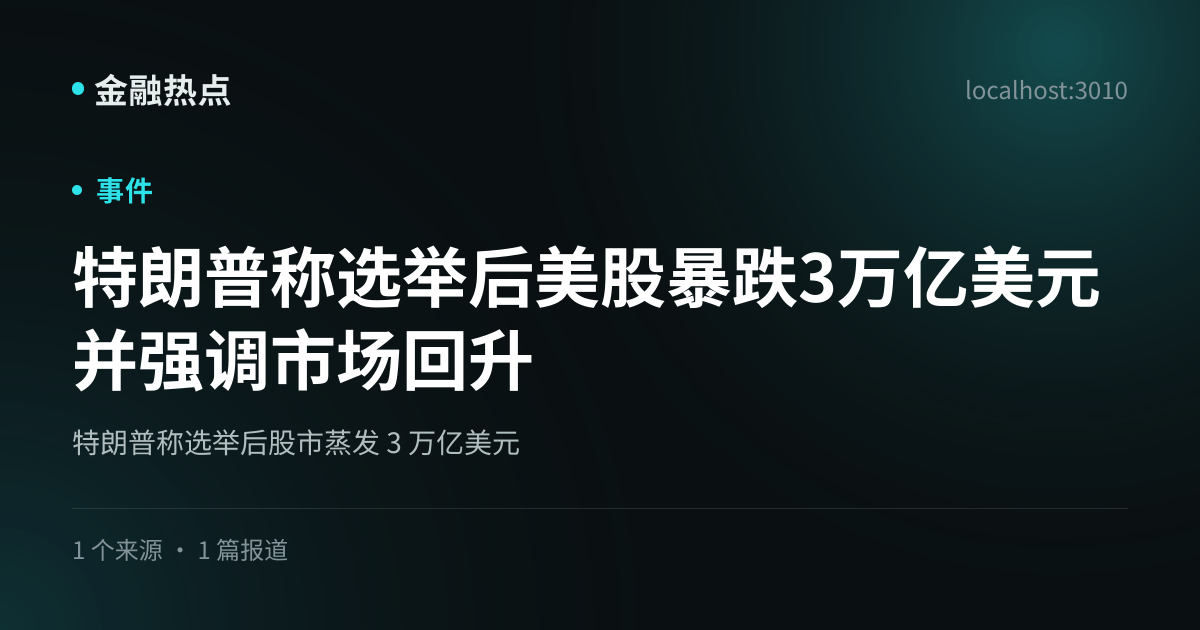 金融热点
localhost:3010
事件
特朗普称选举后美股暴跌3万亿美元
并强调市场回升
特朗普称选举后股市蒸发 3 万亿美元
1 个来源 · 1 篇报道